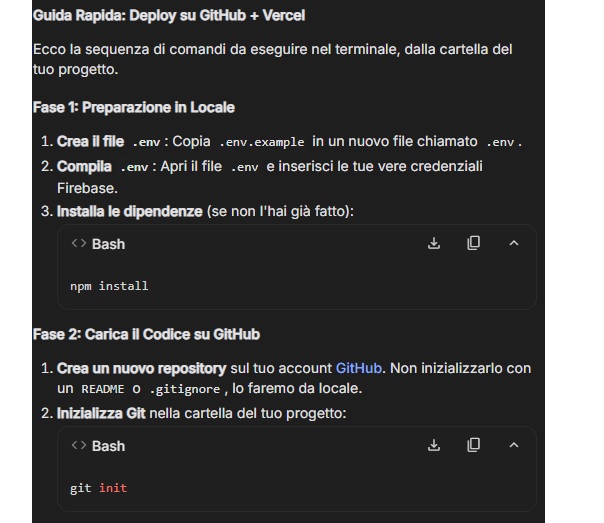 Guida Rapida: Deploy su GitHub + Vercel
Ecco la sequenza di comandi da eseguire nel terminale, dalla cartella del
tuo progetto.
Fase 1: Preparazione in Locale
1. Crea il file .env : Copia .env.example in un nuovo file chiamato .env.
2. Compila .env : Apri il file .env e inserisci le tue vere credenziali
Firebase.
3. Installa le dipendenze (se non l'hai già fatto):
<> Bash
npm install
Fase 2: Carica il Codice su GitHub
1. Crea un nuovo repository sul tuo account GitHub. Non inizializzarlo con
un README o .gitignore , lo faremo da locale.
2. Inizializza Git nella cartella del tuo progetto:
<> Bash
git init